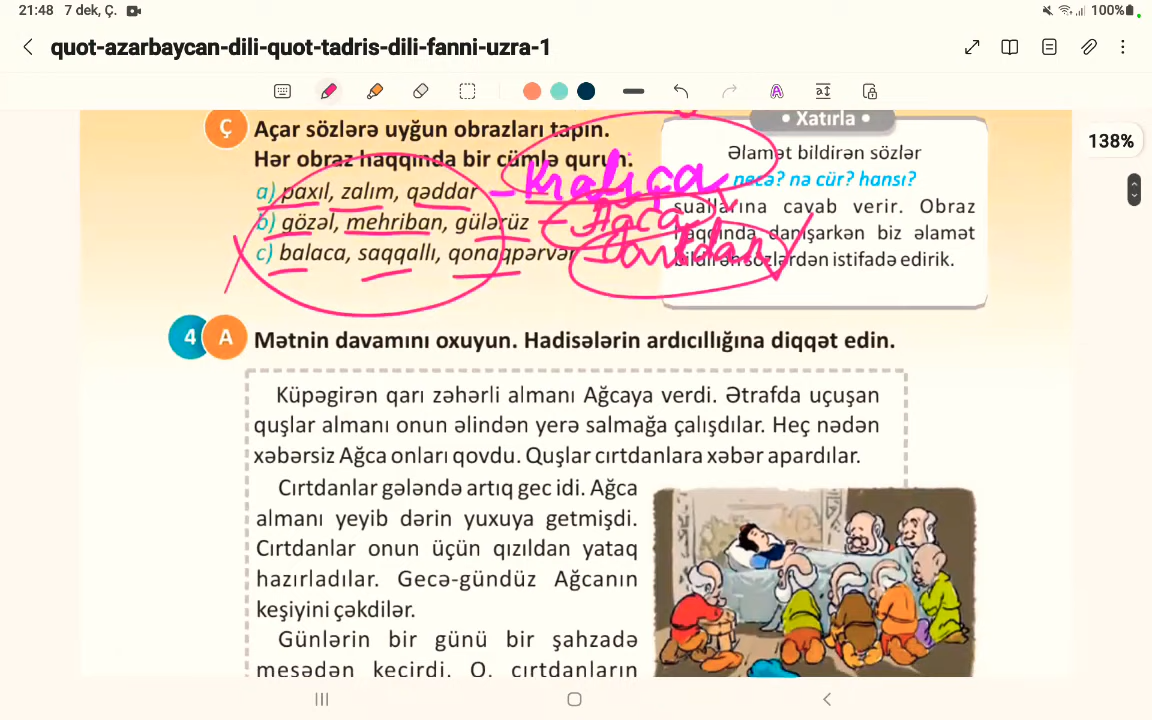 21:48 7 dek, Ç. 100%
quot-azarbaycan-dili-quot-tadris-dili-fanni-uzra-1
138%
Ç Açar sözlərə uyğun obrazları tapın.
Hər obraz haqqında bir cümlə qurun.
a) paxıl, zalım, qəddar – Kraliça
b) gözəl, mehriban, gülərüz – Ağca
c) balaca, saqqallı, qonaqpərvər –
• Xatırla •
Əlamət bildirən sözlər
necə? nə cür? hansı?
suallarına cavab verir. Obraz
haqqında danışarkən biz əlamət
bildirən sözlərdən istifadə edirik.
4 A Mətnin davamını oxuyun. Hadisələrin ardıcıllığına diqqət edin.
Küpəgirən qarı zəhərli almanı Ağcaya verdi. Ətrafda uçuşan
quşlar almanı onun əlindən yerə salmağa çalışdılar. Heç nədən
xəbərsiz Ağca onları qovdu. Quşlar cırtdanlara xəbər apardılar.
Cırtdanlar gələndə artıq gec idi. Ağca
almanı yeyib dərin yuxuya getmişdi.
Cırtdanlar onun üçün qızıldan yataq
hazırladılar. Gecə-gündüz Ağcanın
keşiyini çəkdilər.
Günlərin bir günü bir şahzadə
meşədən keçirdi. O, cırtdanların